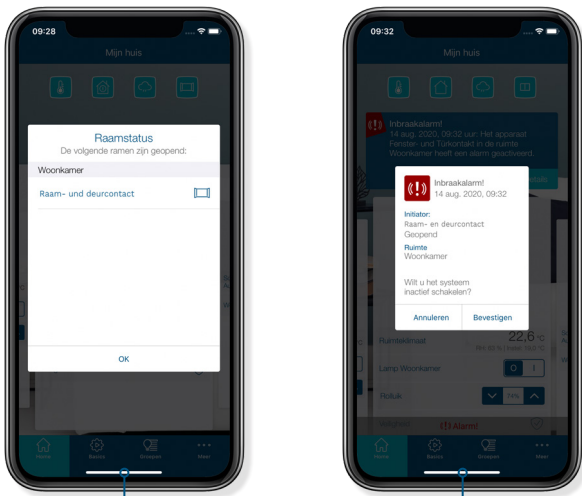 09:28
Mijn huis
Raamstatus
De volgende ramen zijn geopend:
Woonkamer
Raam- und deurcontact
OK
Home
Basics
Groepen
Meer
09:32
Mijn huis
Inbraakalarm!
14 aug. 2020, 09:32 uur: Het apparaat
Fenster- und Türkontakt in de ruimte
Woonkamer heeft een alarm geactiveerd.
Inbraakalarm!
14 aug. 2020, 09:32
Initiator:
Raam- en deurcontact
Geopend
Ruimte
Woonkamer
Wilt u het systeem
inactief schakelen?
Annuleren Bevestigen
Ruimteklimaat
22,6 °C
Lamp Woonkamer
O I
Rolluik
74%
Alarm!
Home
Basics
Groepen
Meer